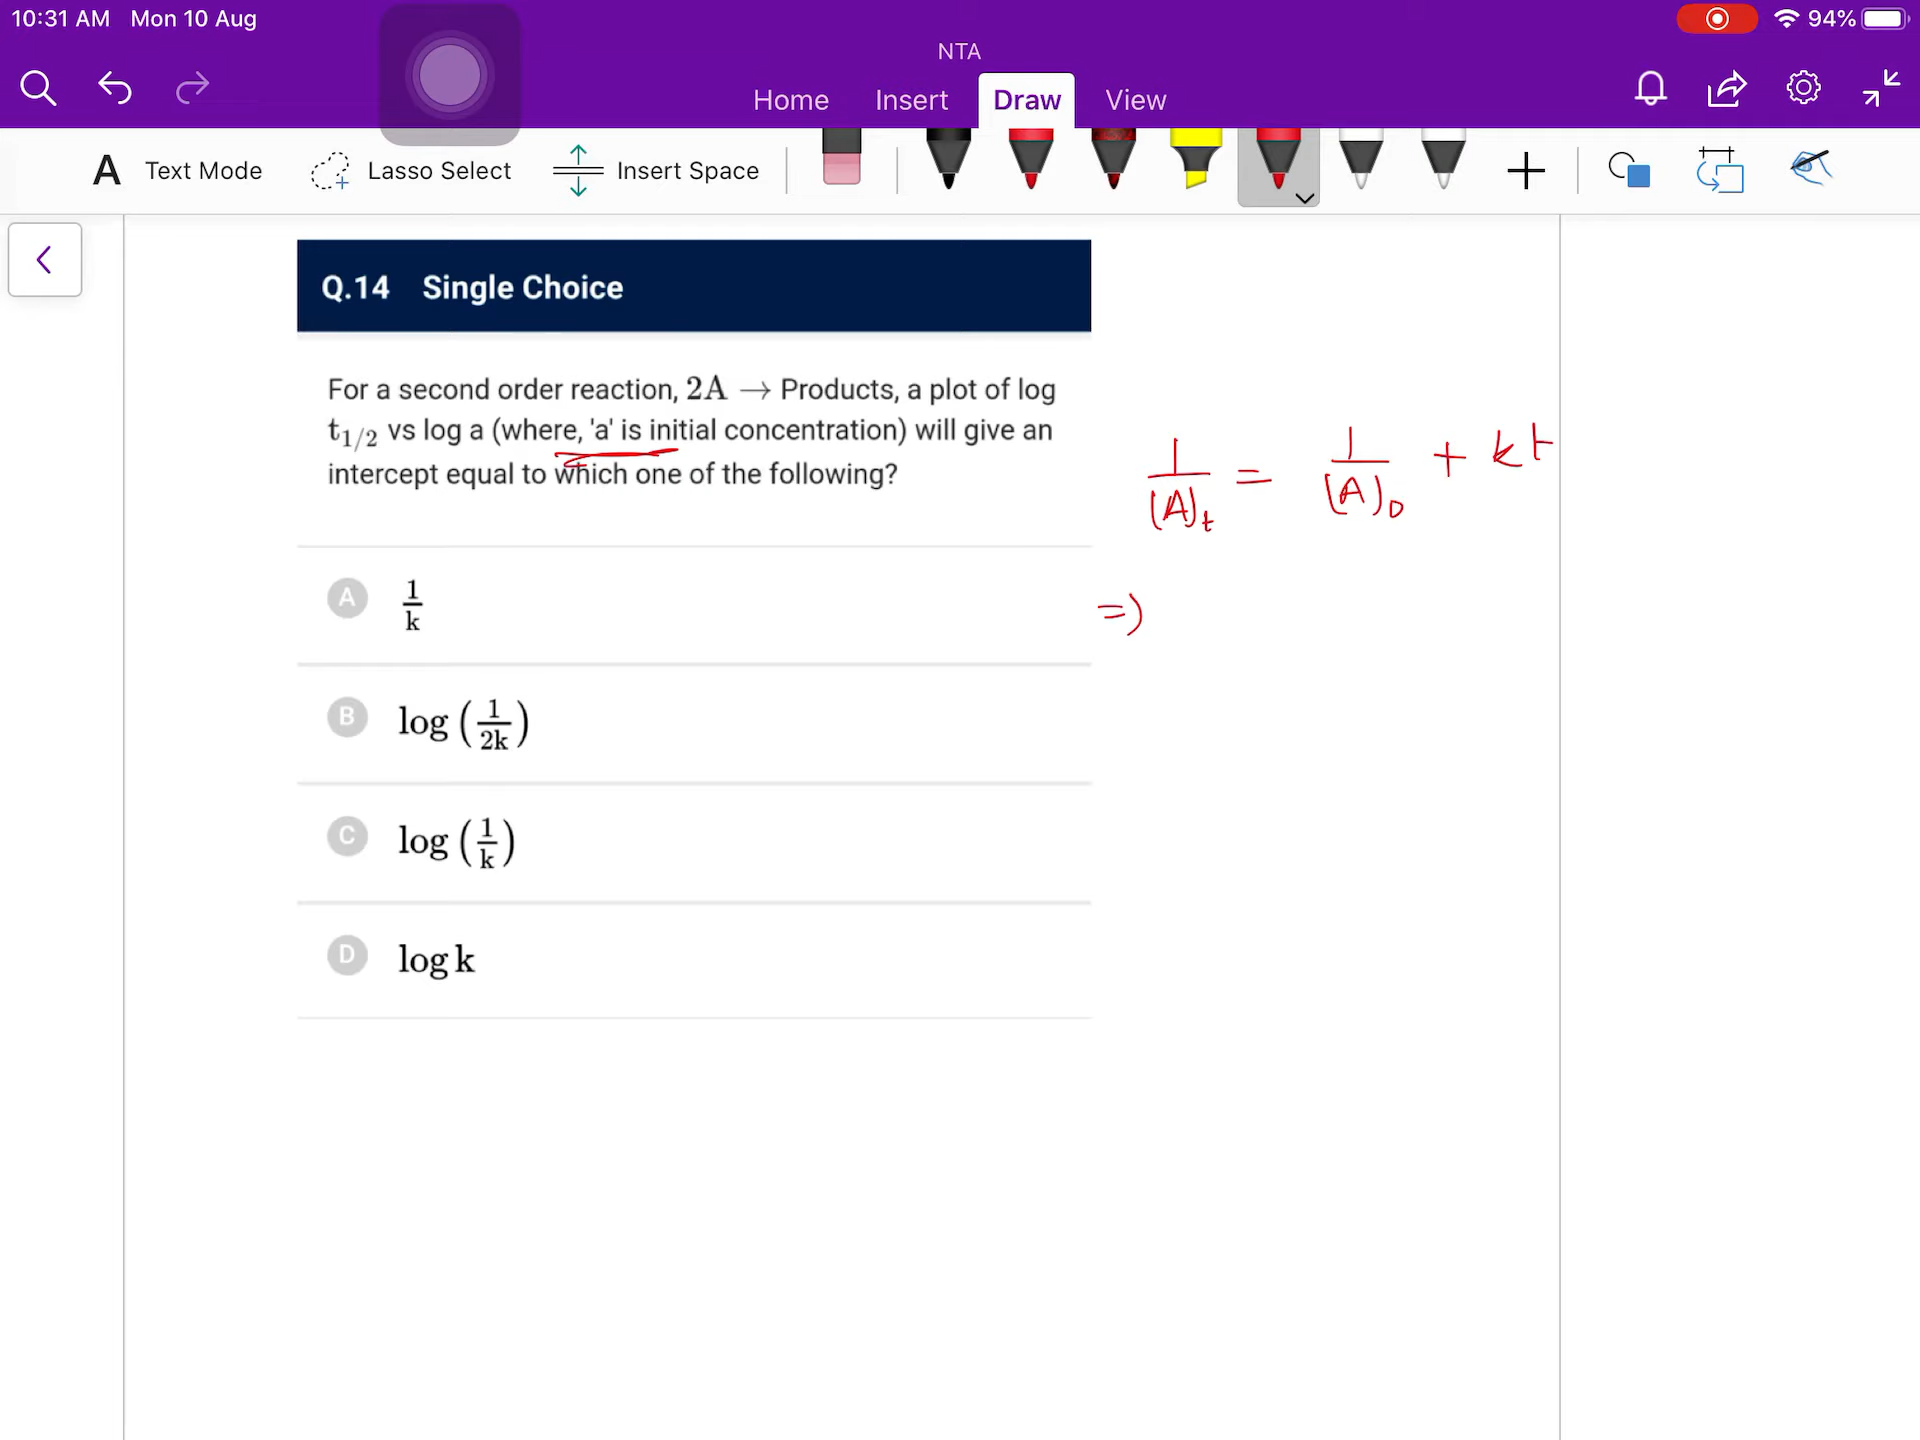 10:31 AM Mon 10 Aug 94%
NTA
Home Insert Draw View
A Text Mode Lasso Select Insert Space
Q.14 Single Choice
For a second order reaction, 2A → Products, a plot of log
t1/2 vs log a (where, 'a' is initial concentration) will give an
intercept equal to which one of the following?
1/(A)t = 1/(A)0 + kt
A 1/k
=)
B log (1/2k)
C log (1/k)
D log k